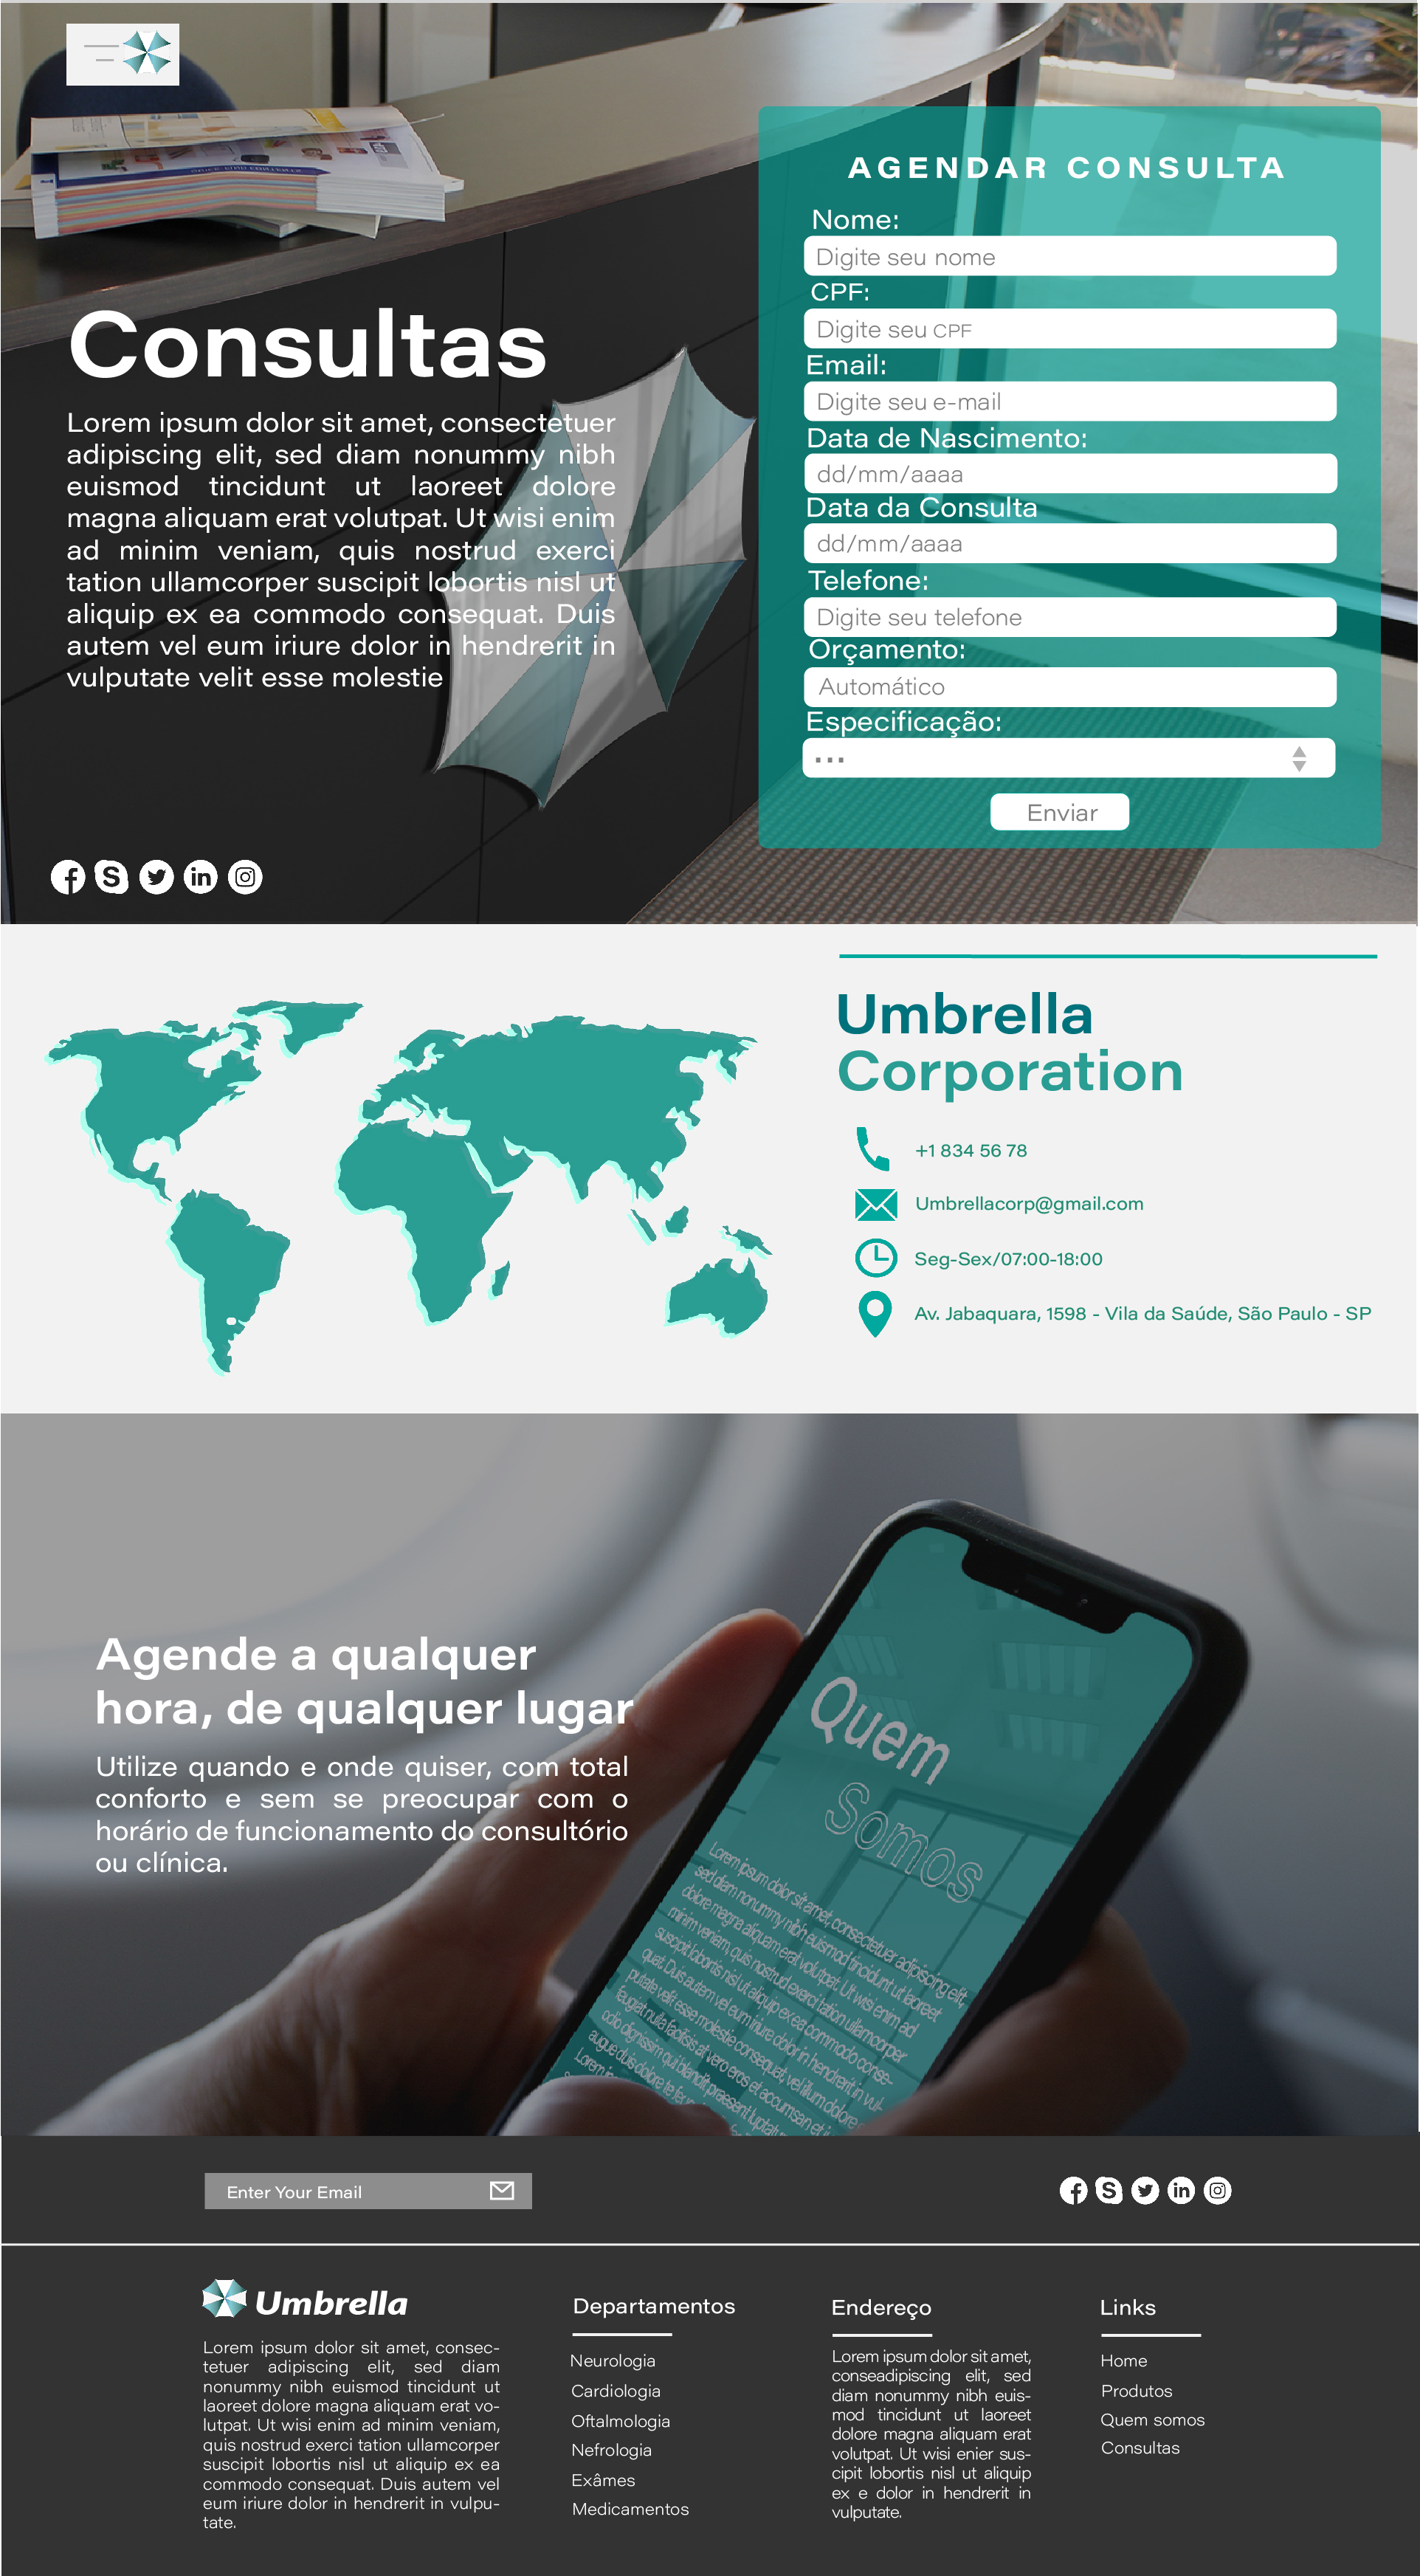 Consultas
Lorem ipsum dolor sit amet, consectetuer
adipiscing elit, sed diam nonummy nibh
euismod tincidunt ut laoreet dolore
magna aliquam erat volutpat. Ut wisi enim
ad minim veniam, quis nostrud exerci
tation ullamcorper suscipit lobortis nisl ut
aliquip ex ea commodo consequat. Duis
autem vel eum iriure dolor in hendrerit in
vulputate velit esse molestie
AGENDAR CONSULTA
Nome:
Digite seu nome
CPF:
Digite seu CPF
Email:
Digite seu e-mail
Data de Nascimento:
dd/mm/aaaa
Data da Consulta
dd/mm/aaaa
Telefone:
Digite seu telefone
Orçamento:
Automático
Especificação:
...
Enviar
Umbrella
Corporation
+1 834 56 78
Umbrellacorp@gmail.com
Seg-Sex/07:00-18:00
Av. Jabaquara, 1598 - Vila da Saúde, São Paulo - SP
Agende a qualquer
hora, de qualquer lugar
Utilize quando e onde quiser, com total
conforto e sem se preocupar com o
horário de funcionamento do consultório
ou clínica.
Quem
Somos
Lorem ipsum dolor sit amet, consectetuer adipiscing elit,
sed diam nonummy nibh euismod tincidunt ut laoreet
dolore magna aliquam erat volutpat. Ut wisi enim ad
minim veniam, quis nostrud exerci tation ullamcorper
suscipit lobortis nisl ut aliquip ex ea commodo conse-
quat. Duis autem vel eum iriure dolor in hendrerit in vul-
putate velit esse molestie consequat, vel illum dolore
feugiat nulla facilisis at vero eros et accumsan et
odio dignissim qui blandit praesent luptatum
augue duis dolore te
Lorem
Enter Your Email
Umbrella
Lorem ipsum dolor sit amet, consec-
tetuer adipiscing elit, sed diam
nonummy nibh euismod tincidunt ut
laoreet dolore magna aliquam erat vo-
lutpat. Ut wisi enim ad minim veniam,
quis nostrud exerci tation ullamcorper
suscipit lobortis nisl ut aliquip ex ea
commodo consequat. Duis autem vel
eum iriure dolor in hendrerit in vulpu-
tate.
Departamentos
Neurologia
Cardiologia
Oftalmologia
Nefrologia
Exâmes
Medicamentos
Endereço
Lorem ipsum dolor sit amet,
conseadipiscing elit, sed
diam nonummy nibh euis-
mod tincidunt ut laoreet
dolore magna aliquam erat
volutpat. Ut wisi enier sus-
cipit lobortis nisl ut aliquip
ex e dolor in hendrerit in
vulputate.
Links
Home
Produtos
Quem somos
Consultas